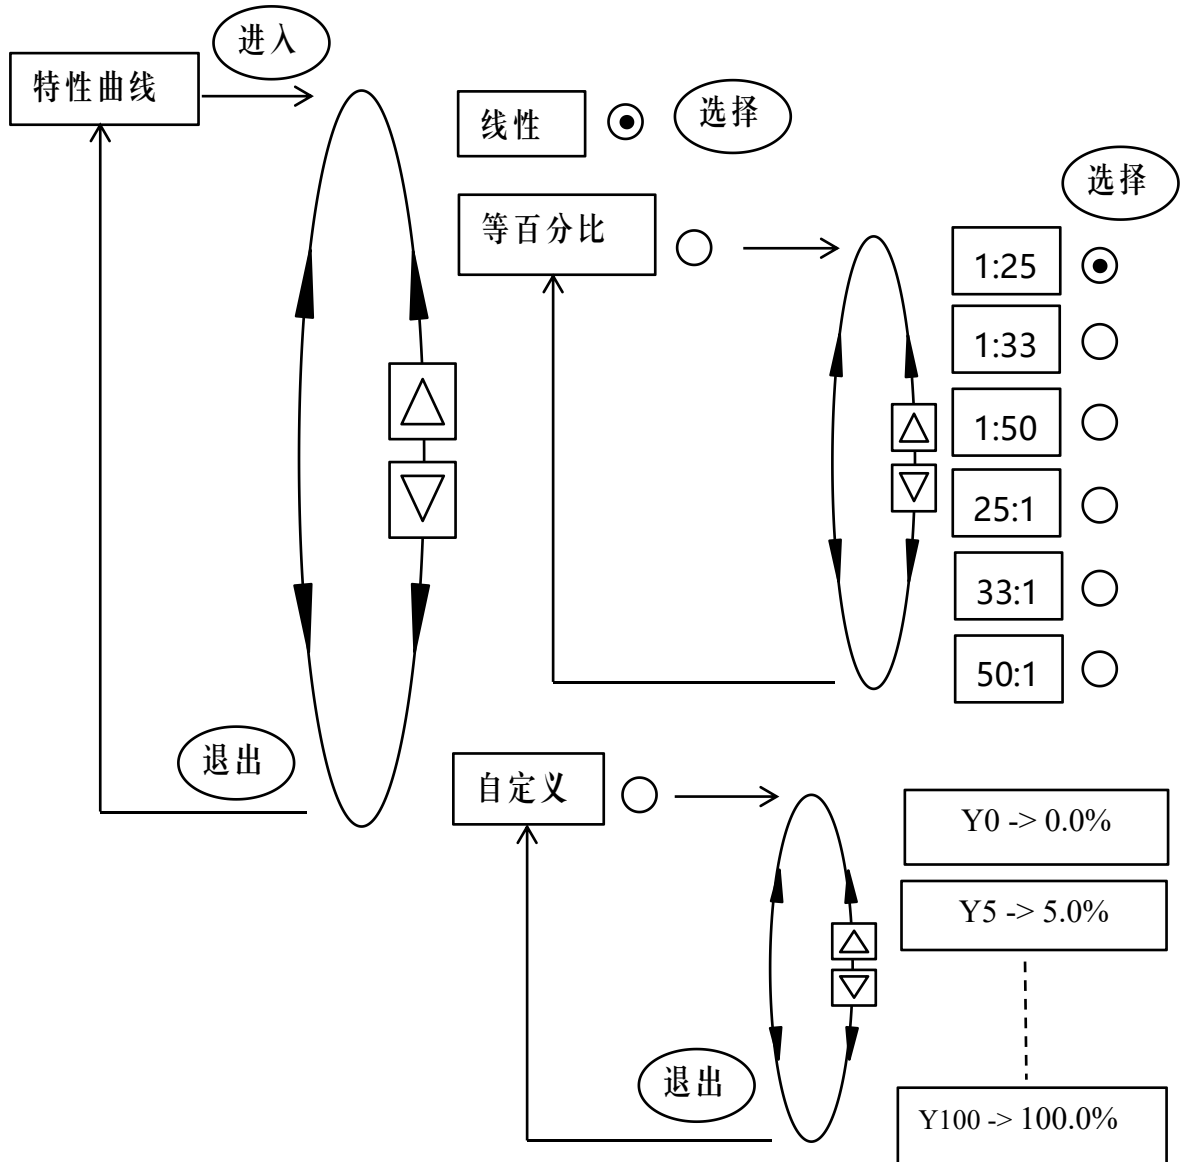 进入
特性曲线
线性
选择
选择
等百分比
1:25
1:33
1:50
25:1
33:1
50:1
退出
自定义
Y0 -> 0.0%
Y5 -> 5.0%
退出
Y100 -> 100.0%